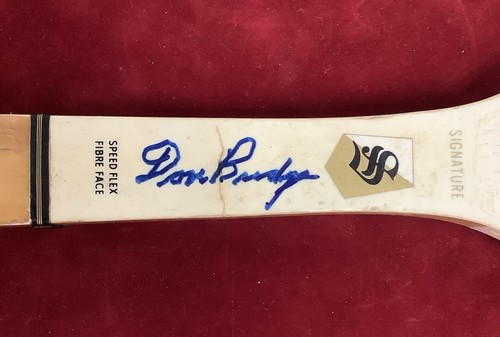 SPEED FLEX
FIBRE FACE
Don Budge
SIGNATURE